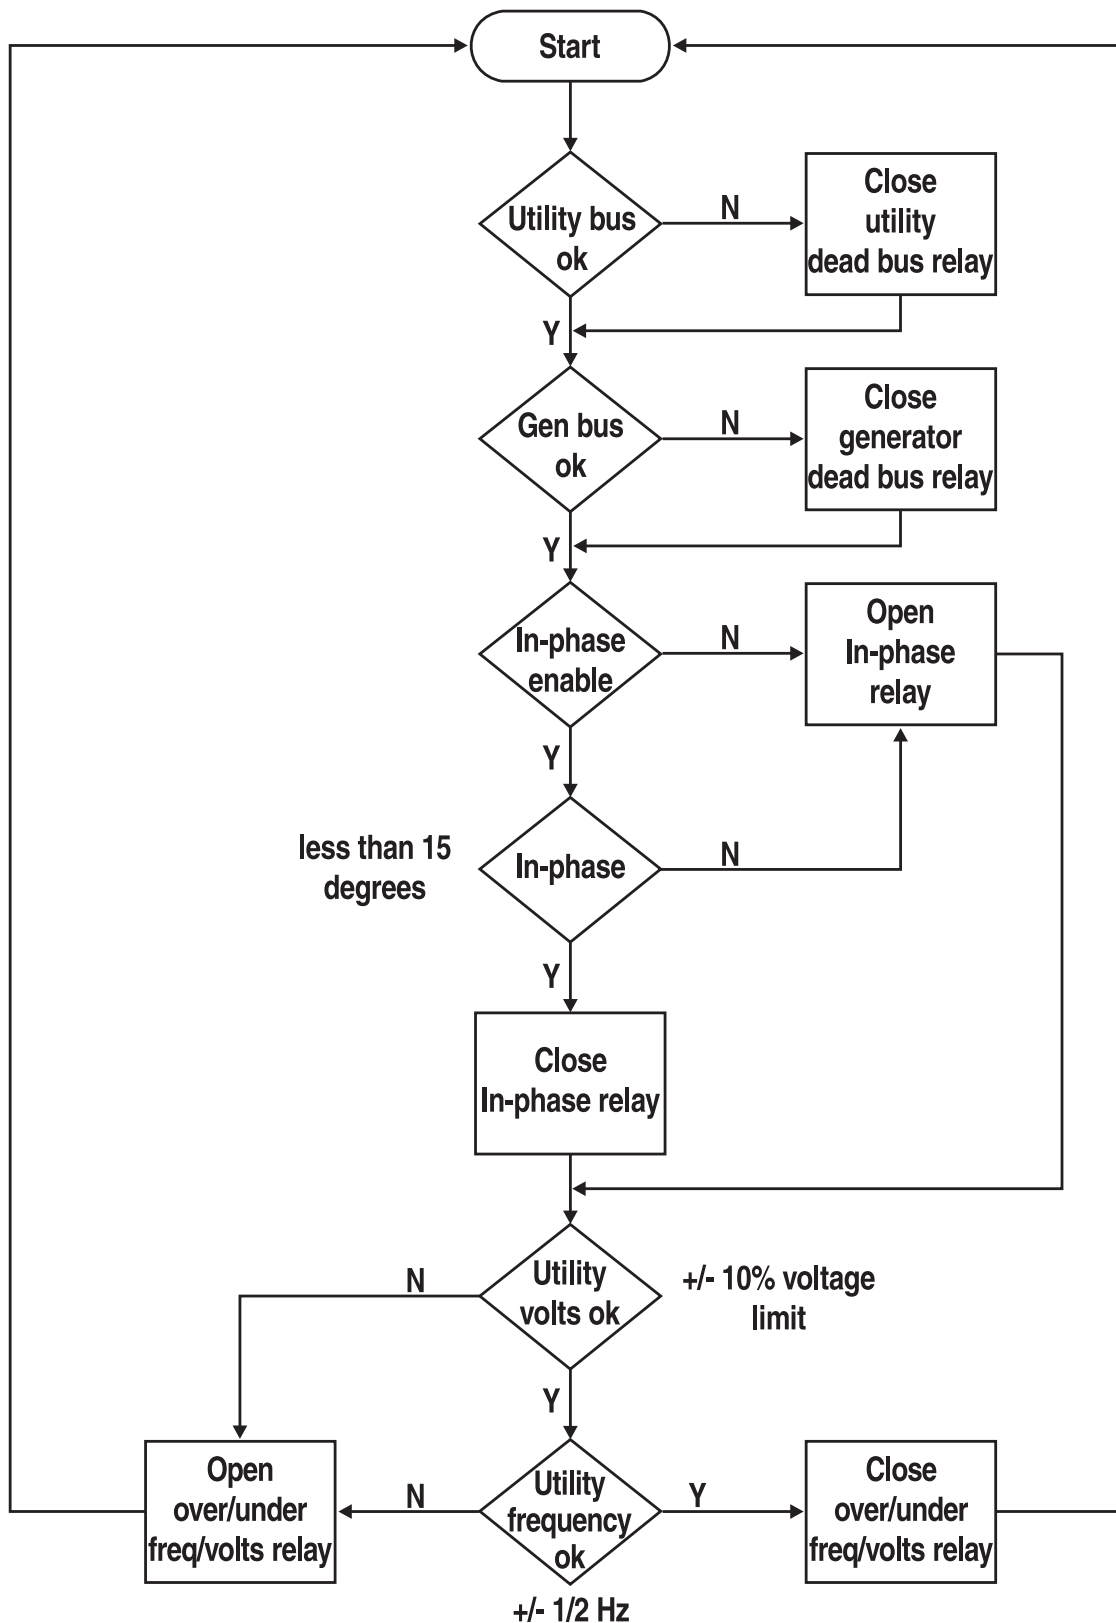 Start
Utility bus
ok
N
Close
utility
dead bus relay
Y
Gen bus
ok
N
Close
generator
dead bus relay
Y
In-phase
enable
N
Open
In-phase
relay
Y
less than 15
degrees
In-phase
N
Y
Close
In-phase relay
N
Utility
volts ok
+/- 10% voltage
limit
Y
Open
over/under
freq/volts relay
N
Utility
frequency
ok
Y
Close
over/under
freq/volts relay
+/- 1/2 Hz